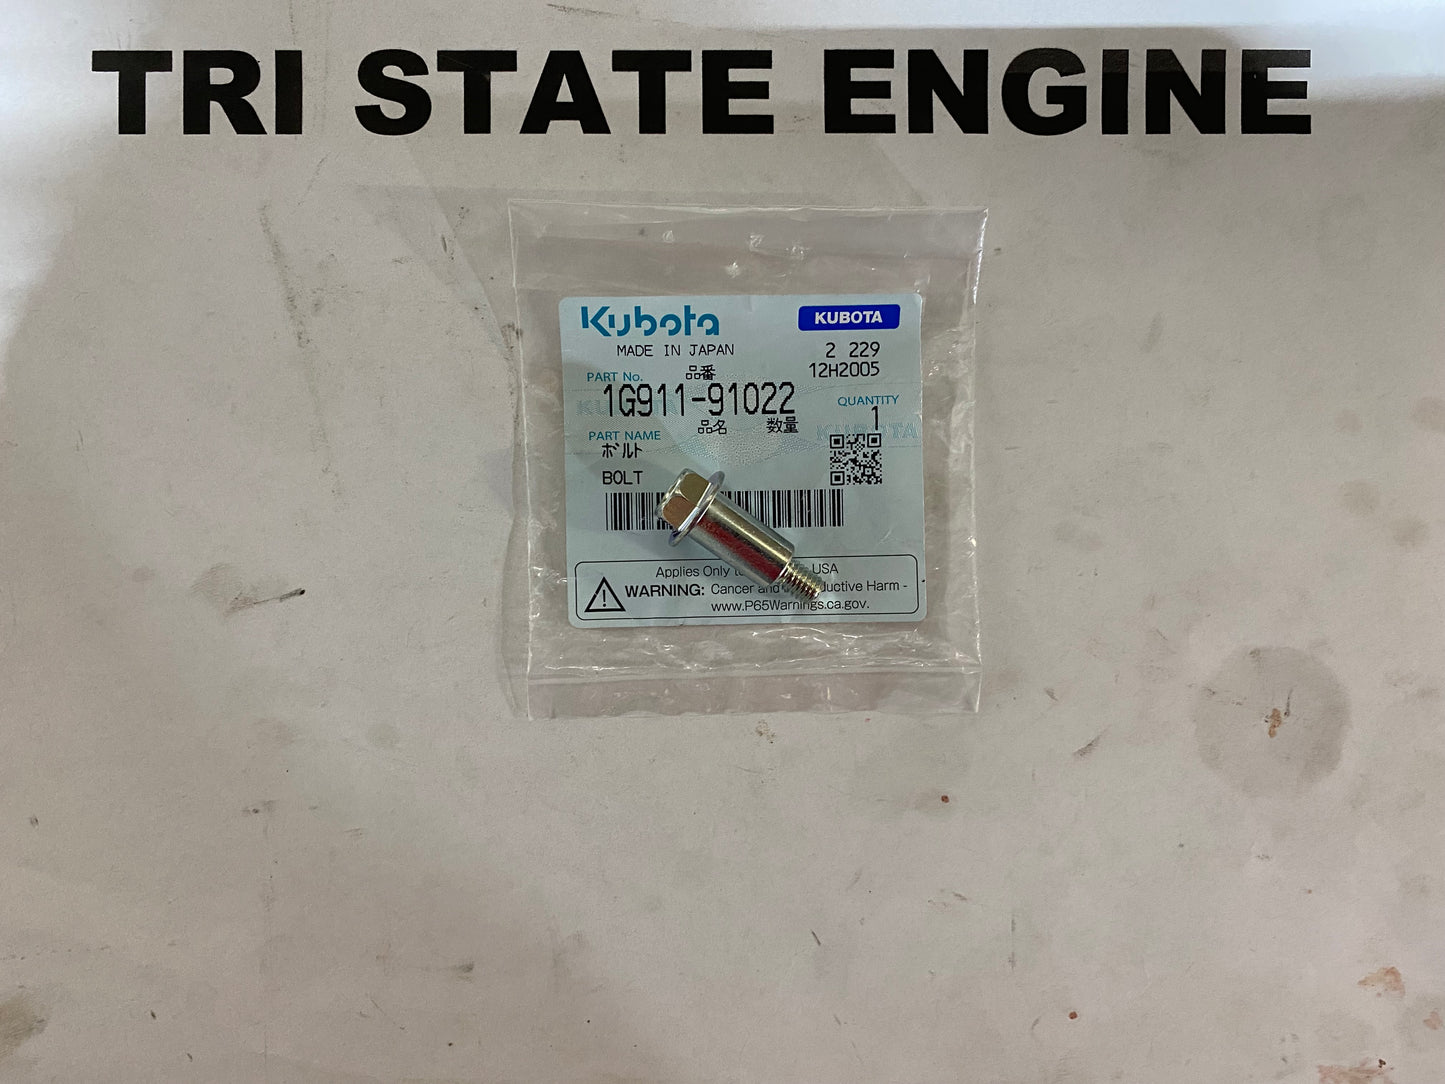 TRI STATE ENGINE
Kubota
KUBOTA
MADE IN JAPAN
2 229
12H2005
PART No.
品番
1G911-91022
QUANTITY
1
品名
数量
PART NAME
ボルト
BOLT
Applies Only to USA
WARNING: Cancer and ductive Harm -
www.P65Warnings.ca.gov.